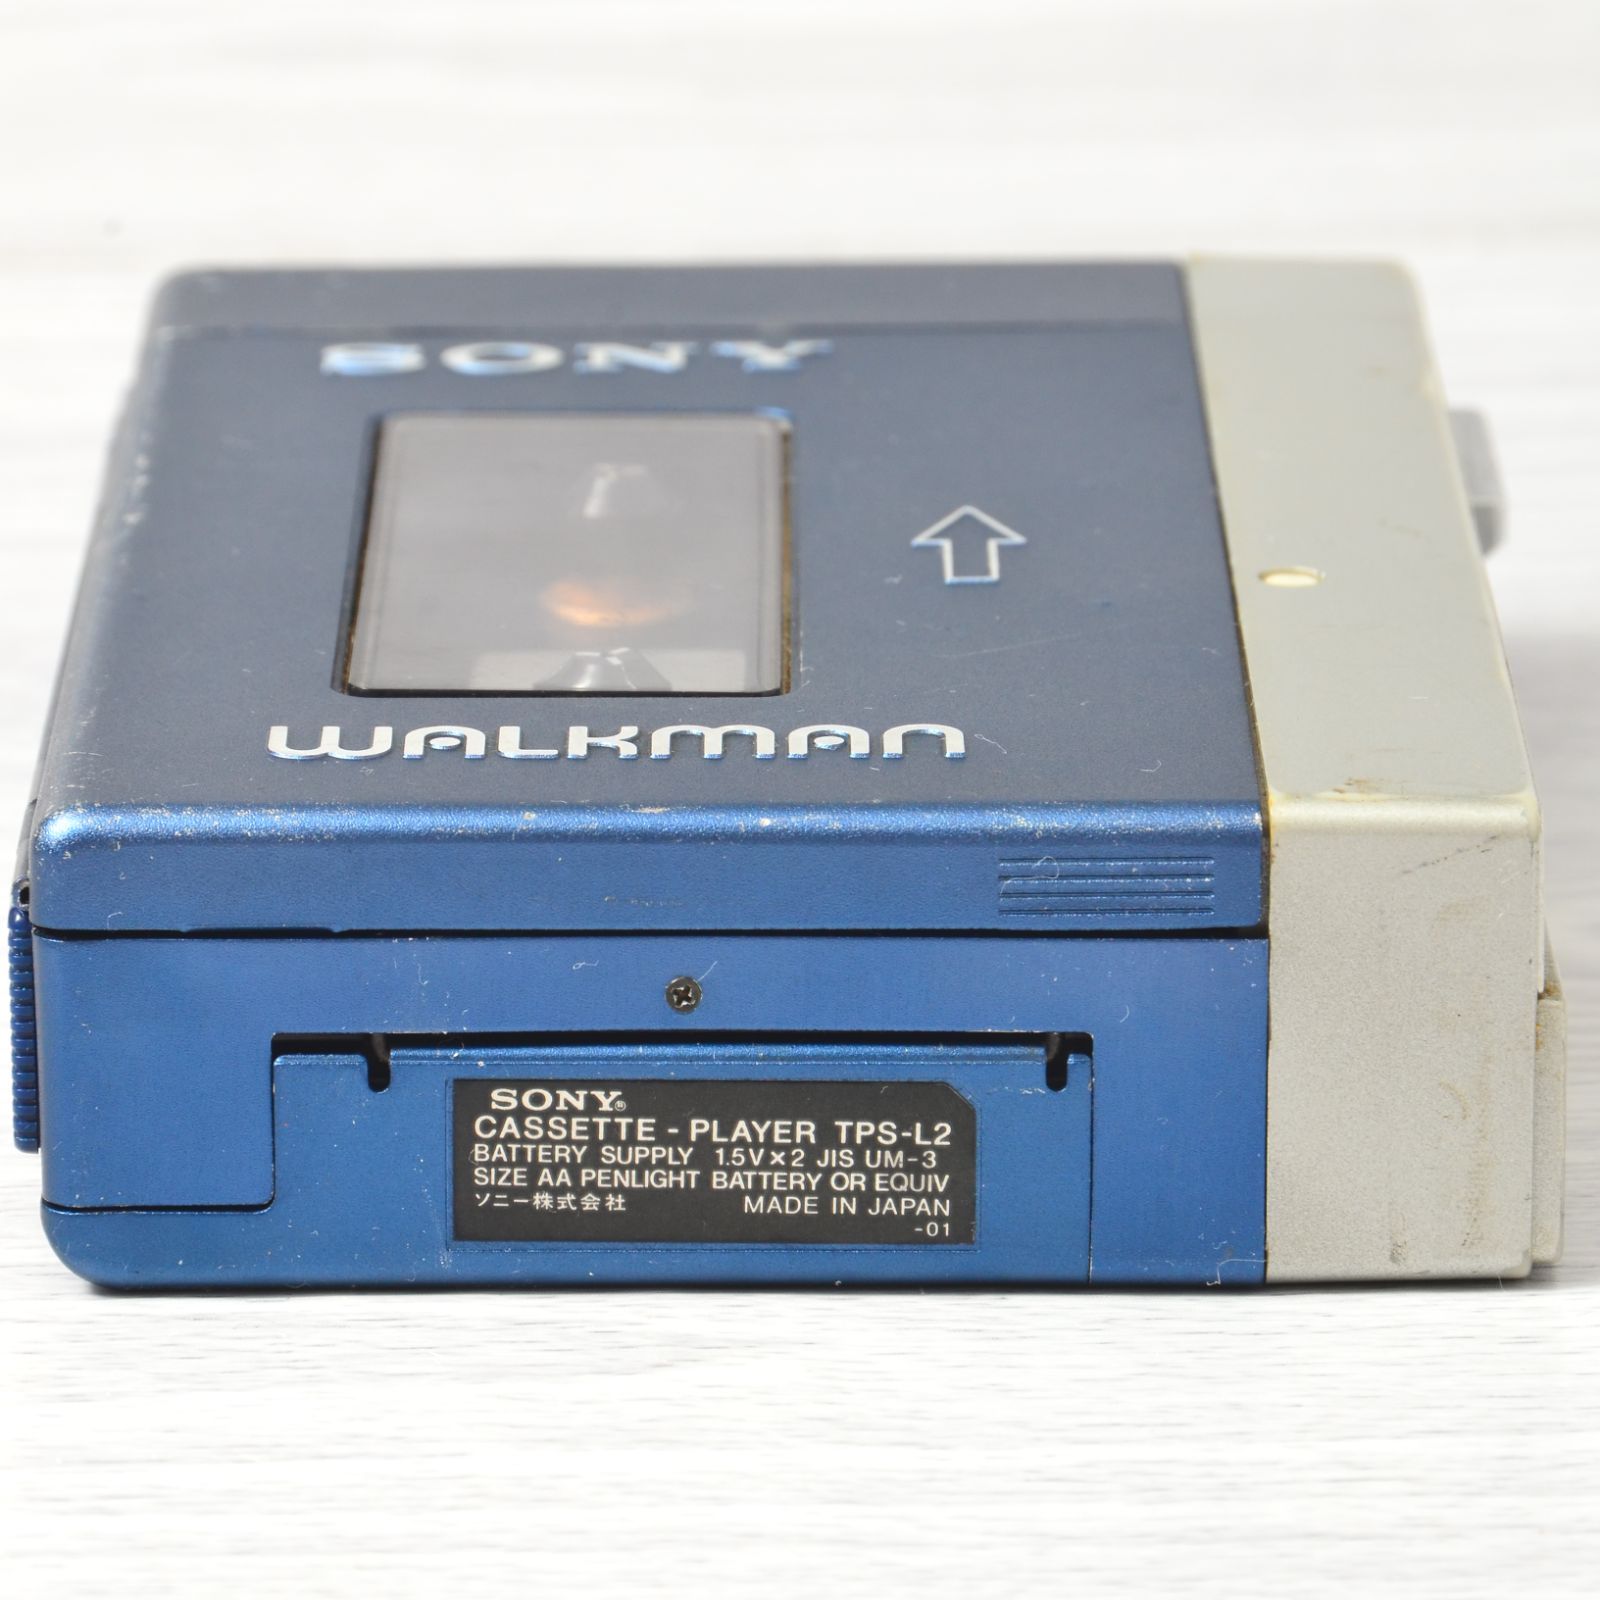 SONY
WALKMAN
SONY®
CASSETTE-PLAYER TPS-L2
BATTERY SUPPLY 1.5V×2 JIS UM-3
SIZE AA PENLIGHT BATTERY OR EQUIV
ソニー株式会社 MADE IN JAPAN
-01